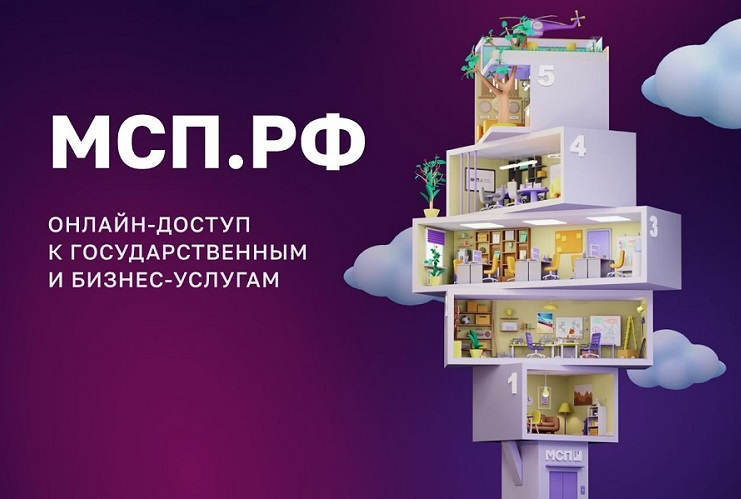 МСП.РФ
ОНЛАЙН-ДОСТУП
К ГОСУДАРСТВЕННЫМ
И БИЗНЕС-УСЛУГАМ
5
4
3
1
МСП